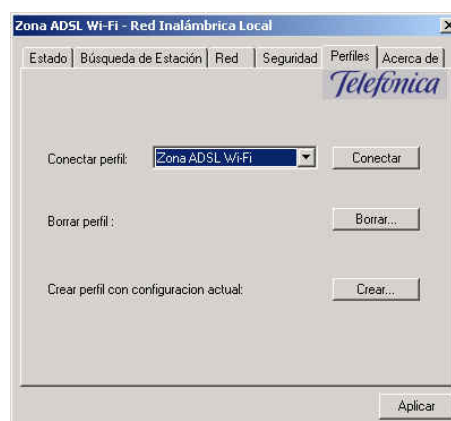 Zona ADSL Wi-Fi - Red Inalámbrica Local
Estado Búsqueda de Estación Red Seguridad Perfiles Acerca de
Telefónica
Conectar perfil: Zona ADSL Wi-Fi Conectar
Borrar perfil : Borrar...
Crear perfil con configuracion actual: Crear...
Aplicar